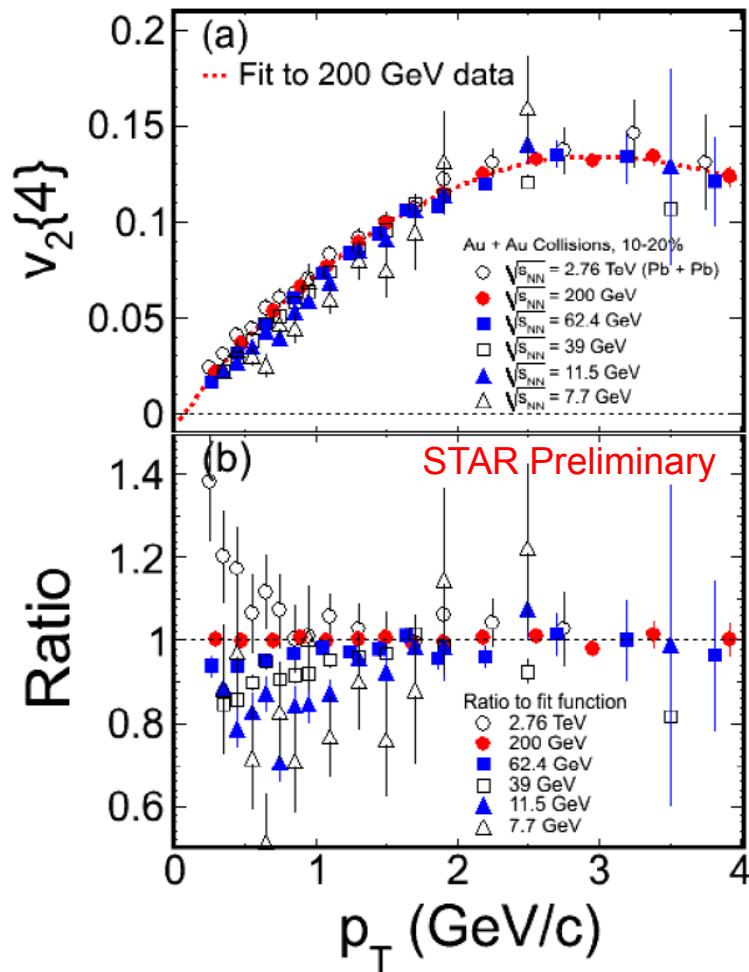 (a)
Fit to 200 GeV data
v₂{4}
0.2
0.15
0.1
0.05
0
Au + Au Collisions, 10-20%
√sNN = 2.76 TeV (Pb + Pb)
√sNN = 200 GeV
√sNN = 62.4 GeV
√sNN = 39 GeV
√sNN = 11.5 GeV
√sNN = 7.7 GeV
(b)
STAR Preliminary
Ratio
1.4
1.2
1
0.8
0.6
Ratio to fit function
2.76 TeV
200 GeV
62.4 GeV
39 GeV
11.5 GeV
7.7 GeV
0 1 2 3 4
pT (GeV/c)